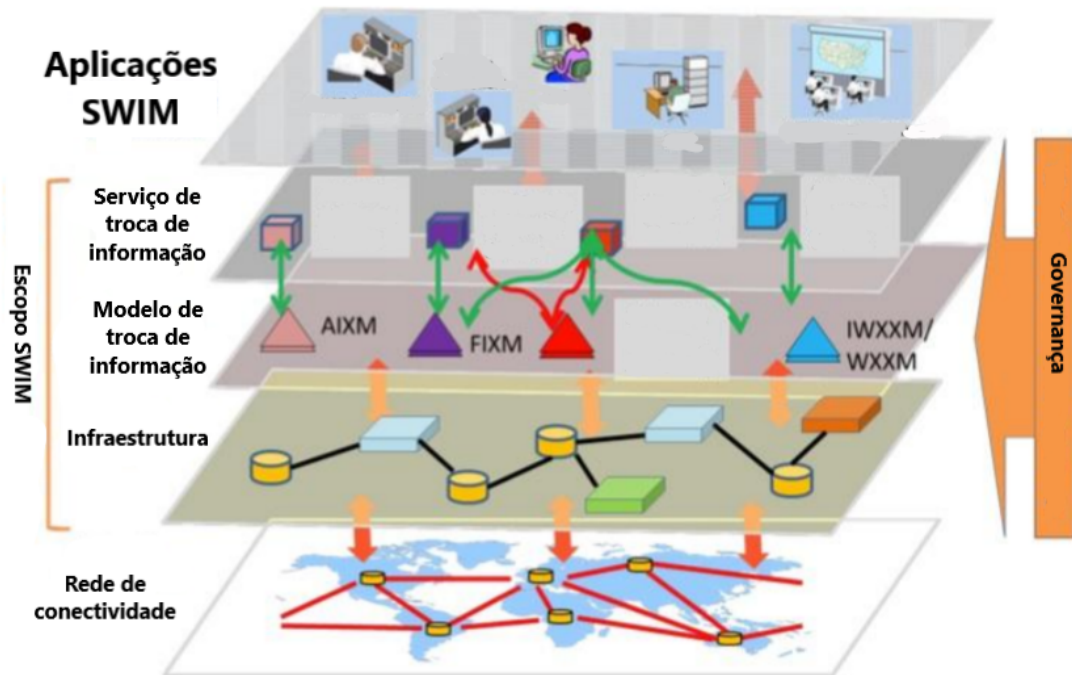 Aplicações
SWIM
Escopo SWIM
Serviço de
troca de
informação
Modelo de
troca de
informação
AIXM
FIXM
IWXXM/
WXXM
Infraestrutura
Rede de
conectividade
Governança